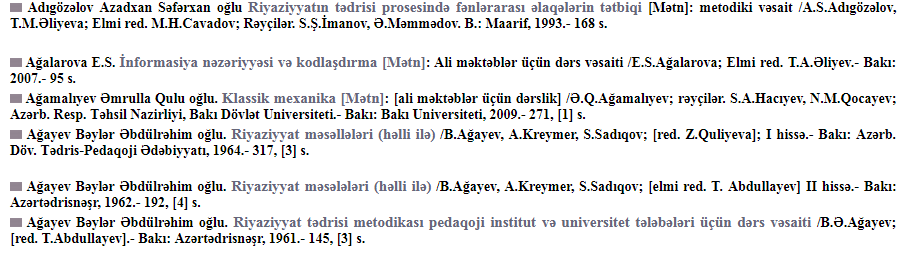 Adıgözəlov Azadxan Səfərxan oğlu Riyaziyyatın tədrisi prosesində fənlərarası əlaqələrin tətbiqi [Mətn]: metodiki vəsait /A.S.Adıgözəlov,
T.M.Əliyeva; Elmi red. M.H.Cavadov; Rəyçilər. S.Ş.İmanov, Ə.Məmmədov. B.: Maarif, 1993.- 168 s.
Ağalarova E.S. İnformasiya nəzəriyyəsi və kodlaşdırma [Mətn]: Ali məktəblər üçün dərs vəsaiti /E.S.Ağalarova; Elmi red. T.A.Əliyev.- Bakı:
2007.- 95 s.
Ağamalıyev Əmrulla Qulu oğlu. Klassik mexanika [Mətn]: [ali məktəblər üçün dərslik] /Ə.Q.Ağamalıyev; rəyçilər. S.A.Hacıyev, N.M.Qocayev;
Azərb. Resp. Təhsil Nazirliyi, Bakı Dövlət Universiteti.- Bakı: Bakı Universiteti, 2009.- 271, [1] s.
Ağayev Bəylər Əbdülrəhim oğlu. Riyaziyyat məsəllələri (həlli ilə) /B.Ağayev, A.Kreymer, S.Sadıqov; [red. Z.Quliyeva]; I hissə.- Bakı: Azərb.
Döv. Tədris-Pedaqoji Ədəbiyyatı, 1964.- 317, [3] s.
Ağayev Bəylər Əbdülrəhim oğlu. Riyaziyyat məsələləri (həlli ilə) /B.Ağayev, A.Kreymer, S.Sadıqov; [elmi red. T. Abdullayev] II hissə.- Bakı:
Azərtədrisnəşr, 1962.- 192, [4] s.
Ağayev Bəylər Əbdülrəhim oğlu. Riyaziyyat tədrisi metodikası pedaqoji institut və universitet tələbələri üçün dərs vəsaiti /B.Ə.Ağayev;
[red. T.Abdullayev].- Bakı: Azərtədrisnəşr, 1961.- 145, [3] s.